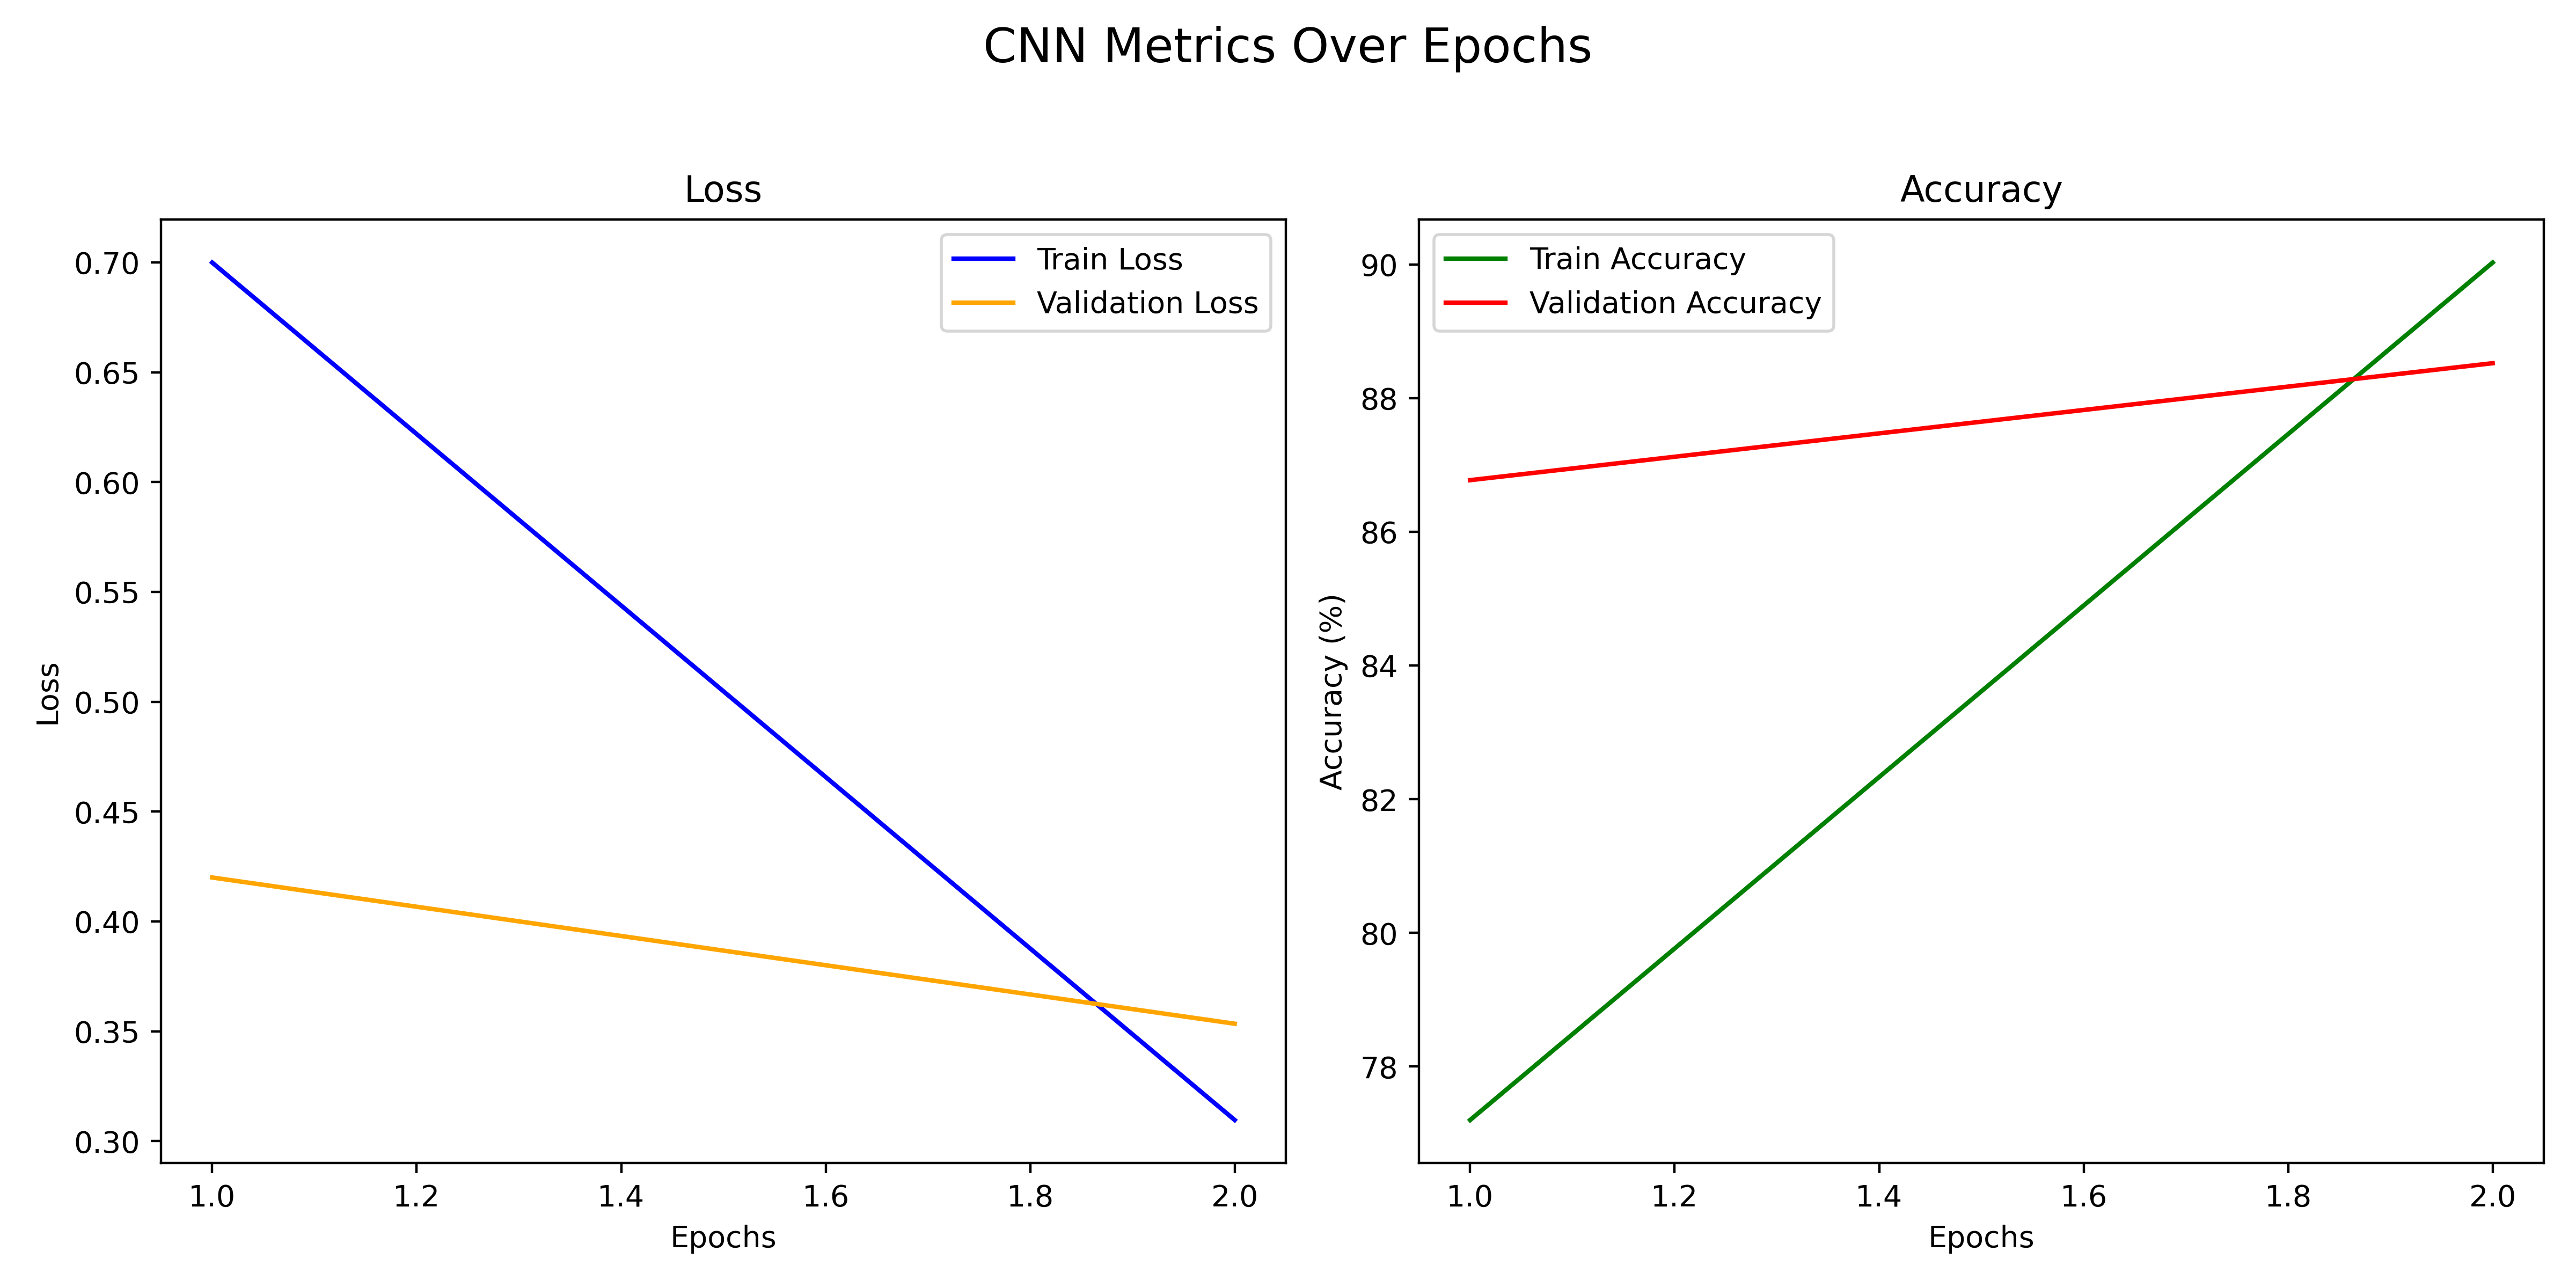 CNN Metrics Over Epochs
Loss
Train Loss
Validation Loss
0.70
0.65
0.60
0.55
0.50
0.45
0.40
0.35
0.30
Loss
1.0 1.2 1.4 1.6 1.8 2.0
Epochs
Accuracy
Train Accuracy
Validation Accuracy
90
88
86
84
82
80
78
Accuracy (%)
1.0 1.2 1.4 1.6 1.8 2.0
Epochs